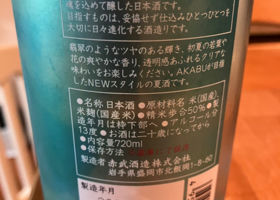 魂を込めて醸した日本酒です。
目指すものは、妥協せず仕込みひとつひとつを
大切に日々進化する酒造り。
翡翠のようなツヤのある輝き、初夏の若葉や
花の爽やかな香り、透明感あふれるクリアな
味わいをお楽しみください。AKABUが目指
したNEWスタイルの夏酒です。
●名称 日本酒 ●原材料名 米(国産)、
米麹(国産米) ●精米歩合50% ●製
造年月は枠下部へ ●アルコール分
13度 ●お酒は二十歳になってから
●内容量720ml
●保存方法
製造者 赤武酒造株式会社
岩手県盛岡市北飯岡1-8-60
製造年月